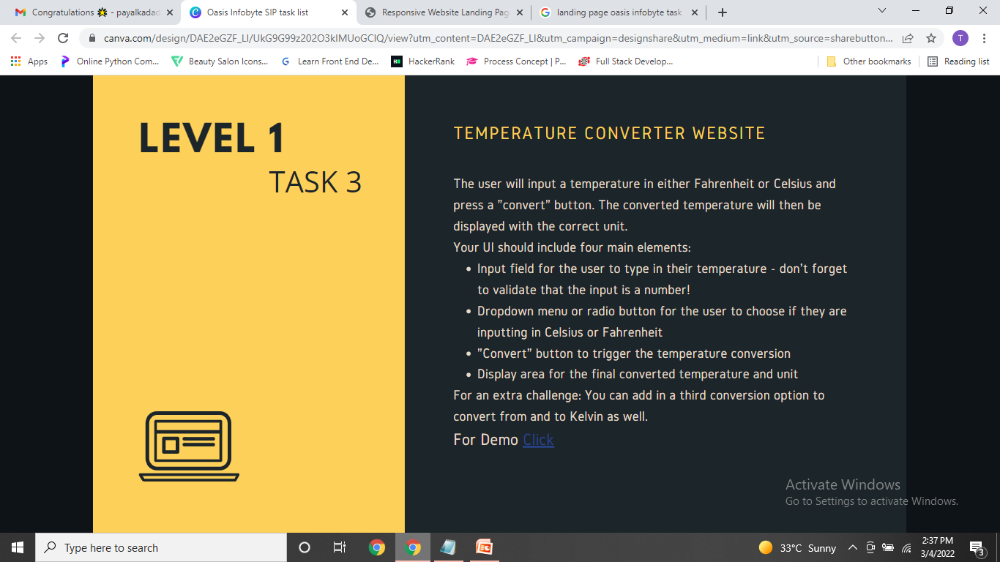 Congratulations - payalkadad
Oasis Infobyte SIP task list
Responsive Website Landing Pag
landing page oasis infobyte task
canva.com/design/DAE2eGZF_LI/UkG9G99z202O3kIMUoGClQ/view?utm_content=DAE2eGZF_LI&utm_campaign=designshare&utm_medium=link&utm_source=sharebutton...
T
Apps
Online Python Com...
Beauty Salon Icons...
Learn Front End De...
HackerRank
Process Concept | P...
Full Stack Develop...
Other bookmarks
Reading list
LEVEL 1
TASK 3
TEMPERATURE CONVERTER WEBSITE
The user will input a temperature in either Fahrenheit or Celsius and
press a "convert" button. The converted temperature will then be
displayed with the correct unit.
Your UI should include four main elements:
• Input field for the user to type in their temperature - don't forget
to validate that the input is a number!
• Dropdown menu or radio button for the user to choose if they are
inputting in Celsius or Fahrenheit
• "Convert" button to trigger the temperature conversion
• Display area for the final converted temperature and unit
For an extra challenge: You can add in a third conversion option to
convert from and to Kelvin as well.
For Demo Click
Activate Windows
Go to Settings to activate Windows.
Type here to search
33°C Sunny
2:37 PM
3/4/2022
3